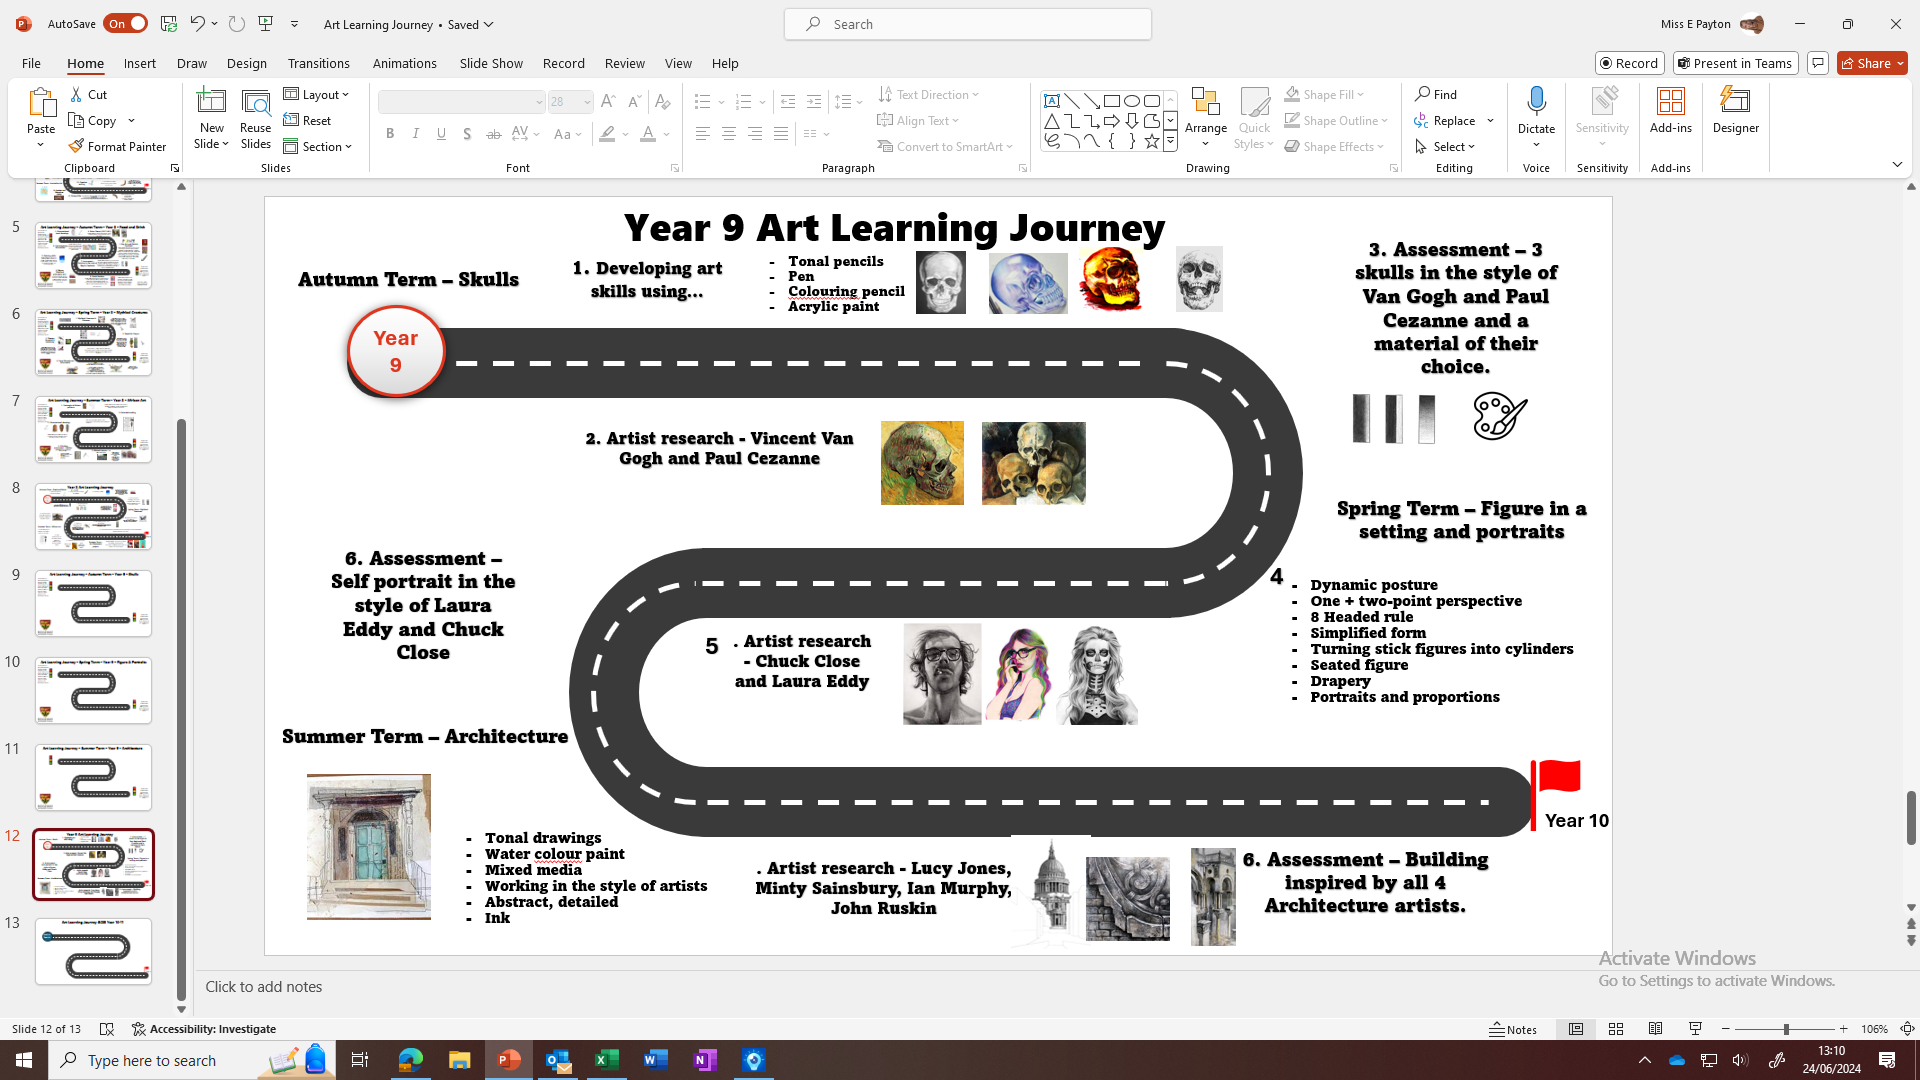 AutoSave On
Art Learning Journey • Saved
Search
Miss E Payton
File Home Insert Draw Design Transitions Animations Slide Show Record Review View Help
Record Present in Teams Share
Paste
Cut
Copy
Format Painter
Clipboard
New Slide
Reuse Slides
Layout
Reset
Section
Slides
28
Font
Text Direction
Align Text
Convert to SmartArt
Paragraph
Arrange
Quick Styles
Shape Fill
Shape Outline
Shape Effects
Drawing
Find
Replace
Select
Editing
Dictate
Voice
Sensitivity
Sensitivity
Add-ins
Add-ins
Designer
5
6
7
8
9
10
11
12
13
Year 9 Art Learning Journey
Autumn Term – Skulls
1. Developing art
skills using...
- Tonal pencils
- Pen
- Colouring pencil
- Acrylic paint
3. Assessment – 3
skulls in the style of
Van Gogh and Paul
Cezanne and a
material of their
choice.
Year
9
2. Artist research - Vincent Van
Gogh and Paul Cezanne
Spring Term – Figure in a
setting and portraits
4
- Dynamic posture
- One + two-point perspective
- 8 Headed rule
- Simplified form
- Turning stick figures into cylinders
- Seated figure
- Drapery
- Portraits and proportions
6. Assessment –
Self portrait in the
style of Laura
Eddy and Chuck
Close
5 . Artist research
- Chuck Close
and Laura Eddy
Summer Term – Architecture
Year 10
- Tonal drawings
- Water colour paint
- Mixed media
- Working in the style of artists
- Abstract, detailed
- Ink
. Artist research - Lucy Jones,
Minty Sainsbury, Ian Murphy,
John Ruskin
6. Assessment – Building
inspired by all 4
Architecture artists.
Activate Windows
Go to Settings to activate Windows.
Click to add notes
Slide 12 of 13
Accessibility: Investigate
Notes
106%
Type here to search
13:10
24/06/2024